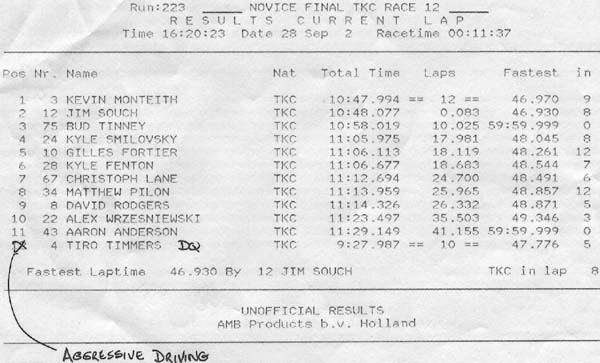 Run:223 NOVICE FINAL TKC RACE 12
R E S U L T S C U R R E N T L A P
Time 16:20:23 Date 28 Sep 2 Racetime 00:11:37
Pos Nr. Name Nat Total Time Laps Fastest in
1 3 KEVIN MONTEITH TKC 10:47.994 == 12 == 46.970 9
2 12 JIM SOUCH TKC 10:48.077 0.083 46.930 8
3 75 BUD TINNEY TKC 10:58.019 10.025 59:59.999 0
4 24 KYLE SMILOVSKY TKC 11:05.975 17.981 48.045 8
5 10 GILLES FORTIER TKC 11:06.113 18.119 48.261 12
6 28 KYLE FENTON TKC 11:06.677 18.683 48.544 7
7 67 CHRISTOPH LANE TKC 11:12.694 24.700 48.491 6
8 34 MATTHEW PILON TKC 11:13.959 25.965 48.857 12
9 8 DAVID RODGERS TKC 11:14.326 26.332 48.871 5
10 22 ALEX WRZESNIEWSKI TKC 11:23.497 35.503 49.346 3
11 43 AARON ANDERSON TKC 11:29.149 41.155 59:59.999 0
4 TIRO TIMMERS DQ TKC 9:27.987 == 10 == 47.776 5
Fastest Laptime 46.930 By 12 JIM SOUCH TKC in lap 8
UNOFFICIAL RESULTS
AMB Products b.v. Holland
AGGRESSIVE DRIVING